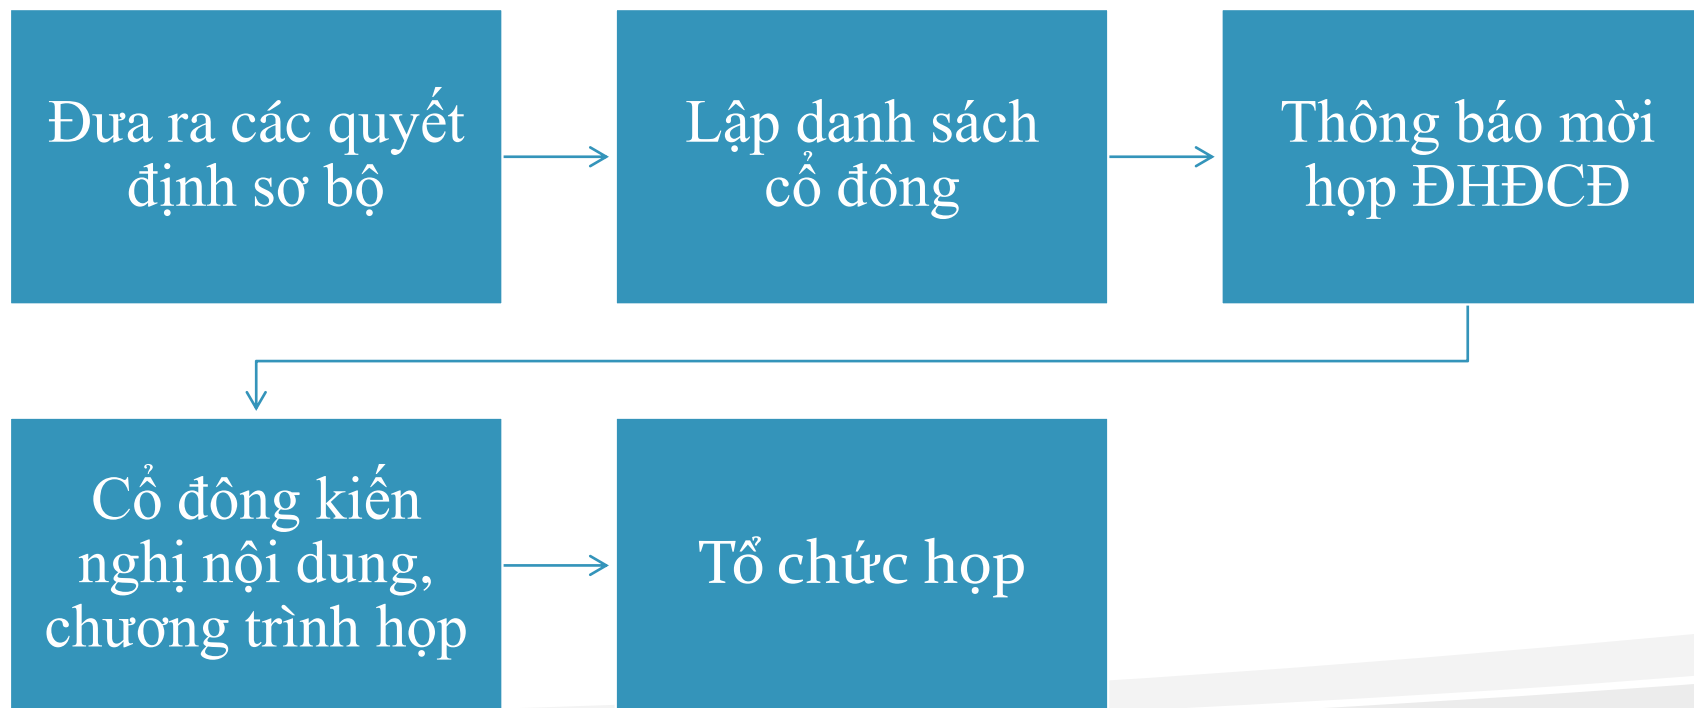 Đưa ra các quyết
định sơ bộ
Lập danh sách
cổ đông
Thông báo mời
họp ĐHĐCĐ
Cổ đông kiến
nghị nội dung,
chương trình họp
Tổ chức họp